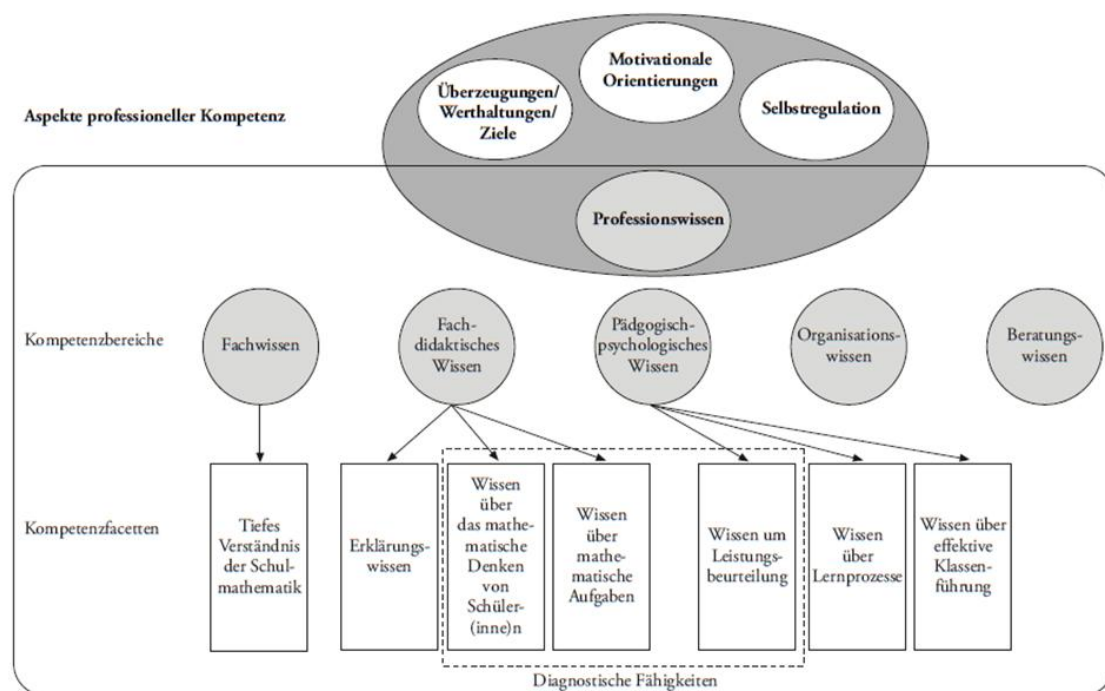 Motivationale
Orientierungen
Überzeugungen/
Werthaltungen/
Ziele
Selbstregulation
Aspekte professioneller Kompetenz
Professionswissen
Kompetenzbereiche
Fachwissen
Fach-
didaktisches
Wissen
Pädgogisch-
psychologisches
Wissen
Organisations-
wissen
Beratungs-
wissen
Kompetenzfacetten
Tiefes
Verständnis
der Schul-
mathematik
Erklärungs-
wissen
Wissen
über
das mathe-
matische
Denken
von
Schüler-
(inne)n
Wissen
über
mathe-
matische
Aufgaben
Wissen um
Leistungs-
beurteilung
Wissen
über
Lernprozesse
Wissen über
effektive
Klassen-
führung
Diagnostische Fähigkeiten